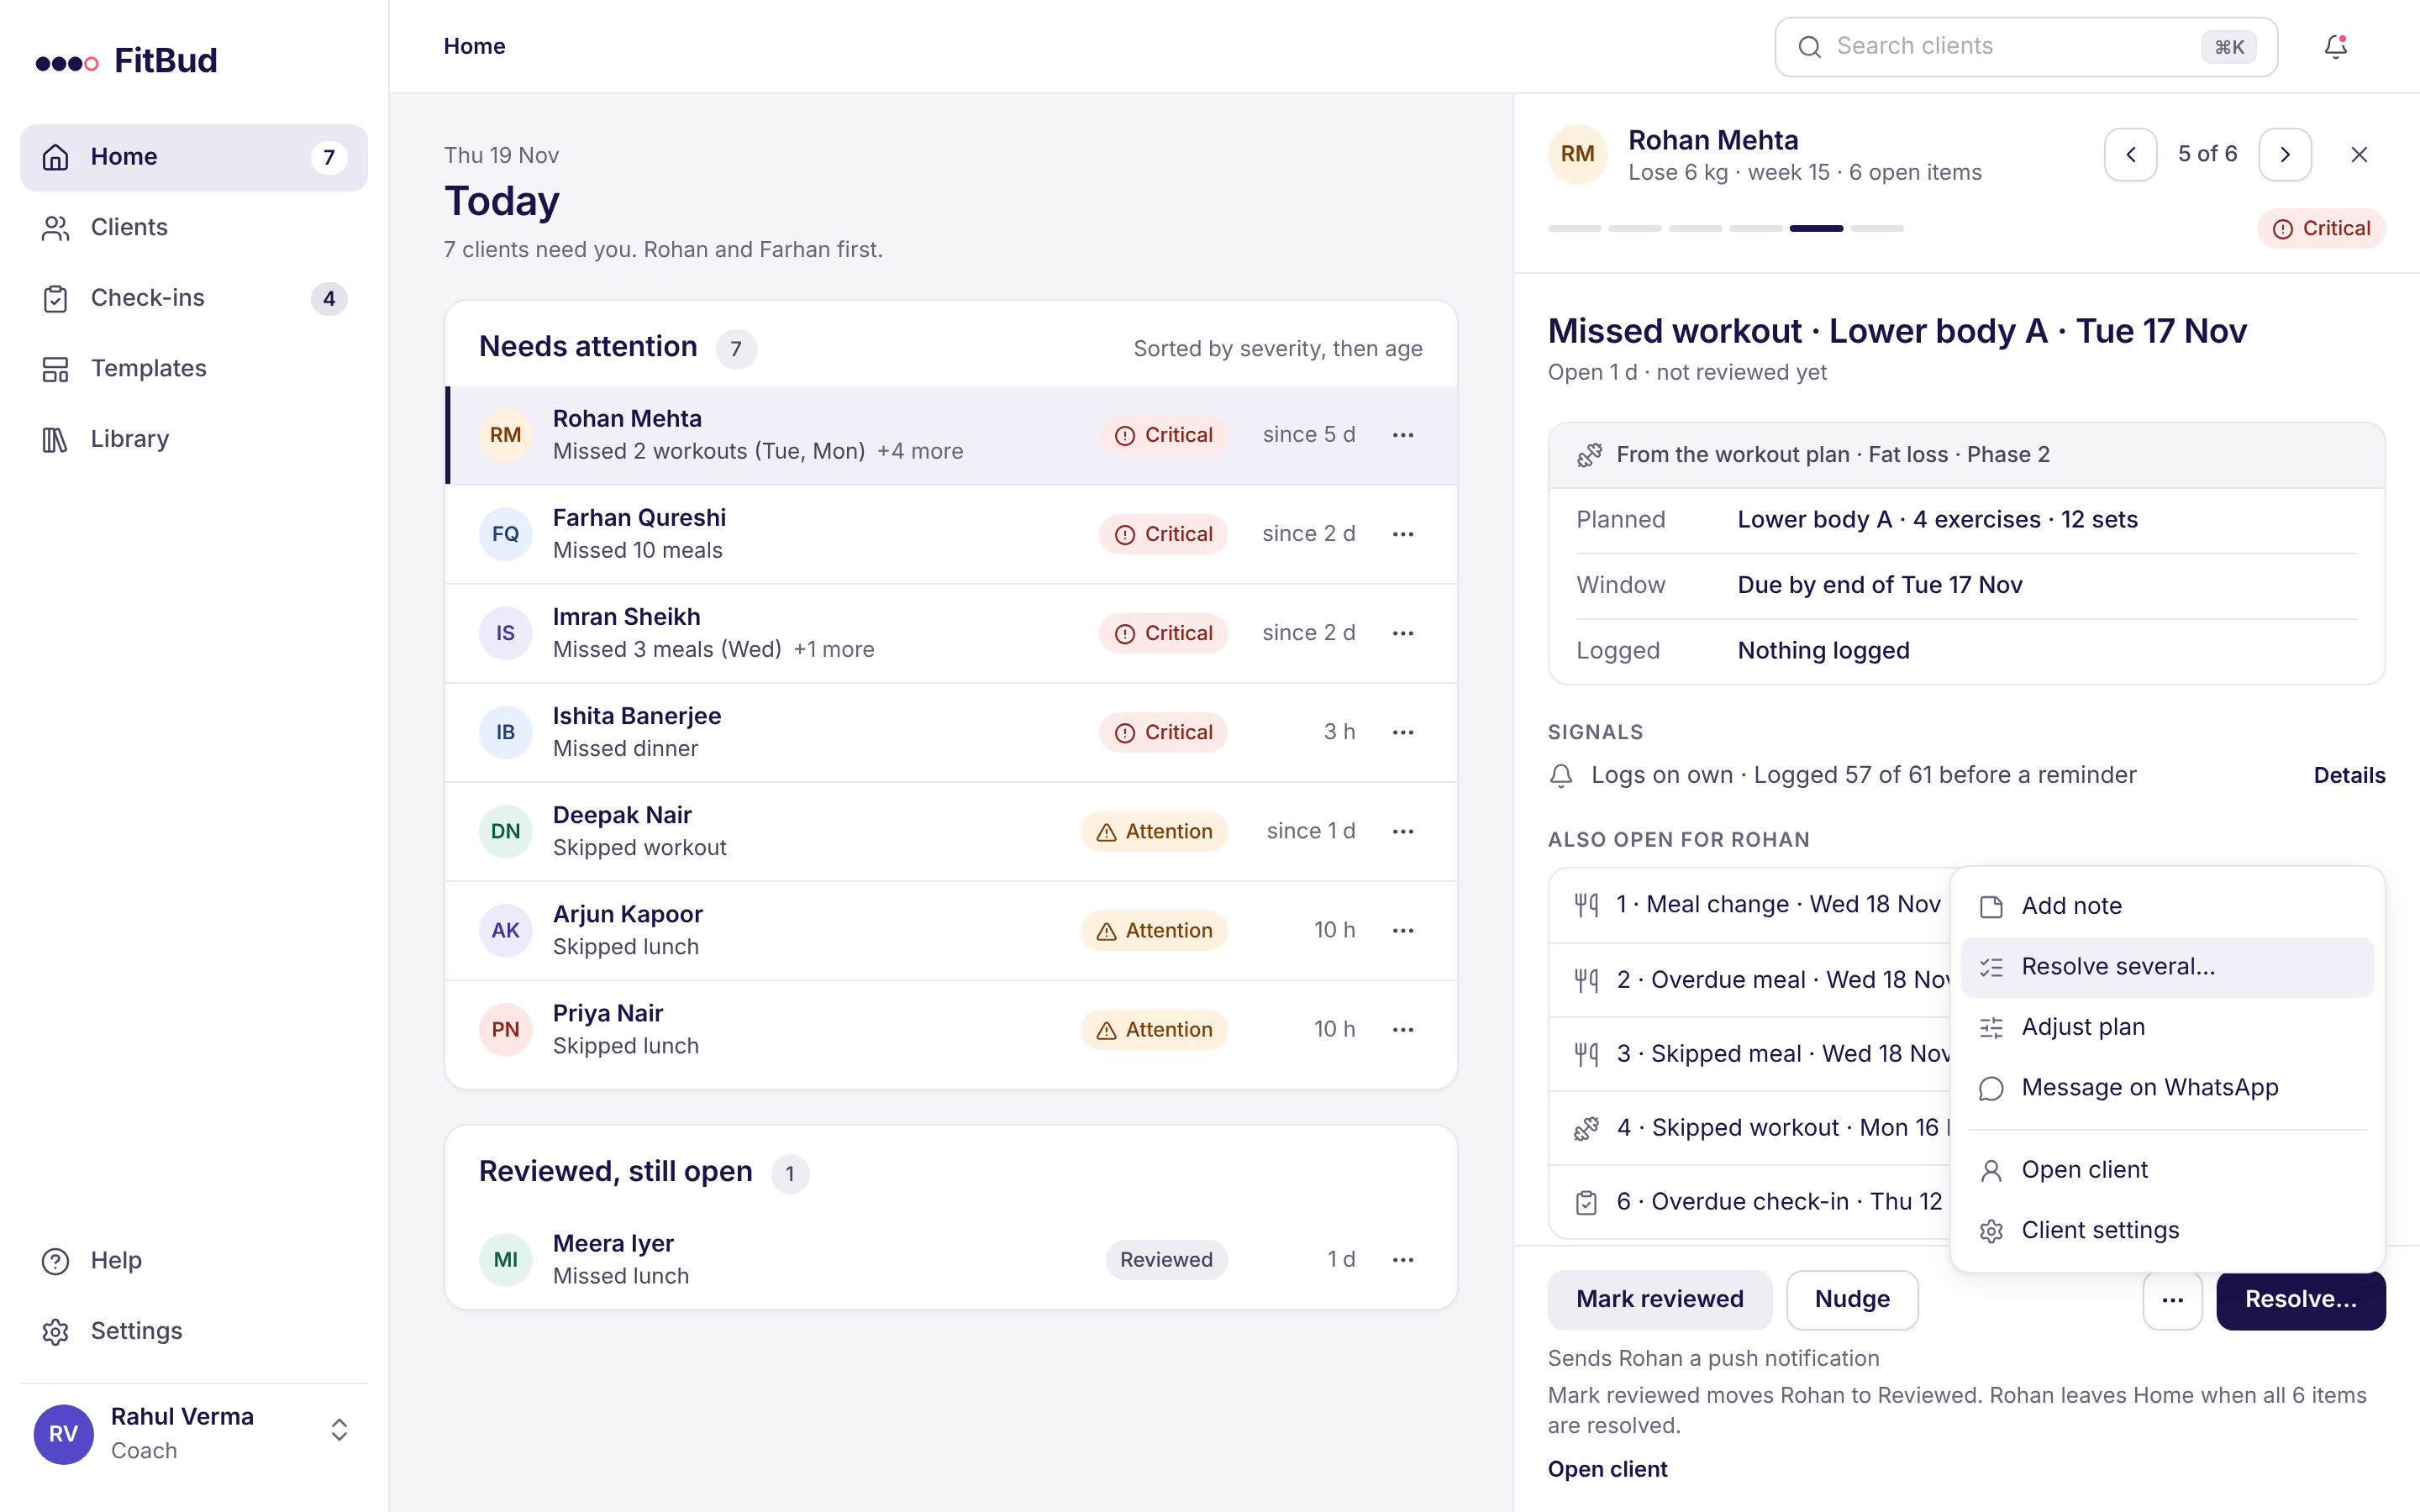 FitBud
Home 7
Clients
Check-ins 4
Templates
Library
Help
Settings
RV
Rahul Verma
Coach
Home
Search clients
⌘K
Thu 19 Nov
Today
7 clients need you. Rohan and Farhan first.
Needs attention 7
Sorted by severity, then age
RM
Rohan Mehta
Missed 2 workouts (Tue, Mon) +4 more
Critical
since 5 d
FQ
Farhan Qureshi
Missed 10 meals
Critical
since 2 d
IS
Imran Sheikh
Missed 3 meals (Wed) +1 more
Critical
since 2 d
IB
Ishita Banerjee
Missed dinner
Critical
3 h
DN
Deepak Nair
Skipped workout
Attention
since 1 d
AK
Arjun Kapoor
Skipped lunch
Attention
10 h
PN
Priya Nair
Skipped lunch
Attention
10 h
Reviewed, still open 1
MI
Meera Iyer
Missed lunch
Reviewed
1 d
RM
Rohan Mehta
Lose 6 kg · week 15 · 6 open items
5 of 6
Critical
Missed workout · Lower body A · Tue 17 Nov
Open 1 d · not reviewed yet
From the workout plan · Fat loss · Phase 2
Planned Lower body A · 4 exercises · 12 sets
Window Due by end of Tue 17 Nov
Logged Nothing logged
SIGNALS
Logs on own · Logged 57 of 61 before a reminder
Details
ALSO OPEN FOR ROHAN
1 · Meal change · Wed 18 Nov
2 · Overdue meal · Wed 18 Nov
3 · Skipped meal · Wed 18 Nov
4 · Skipped workout · Mon 16
6 · Overdue check-in · Thu 12
Add note
Resolve several...
Adjust plan
Message on WhatsApp
Open client
Client settings
Mark reviewed
Nudge
Resolve...
Sends Rohan a push notification
Mark reviewed moves Rohan to Reviewed. Rohan leaves Home when all 6 items
are resolved.
Open client